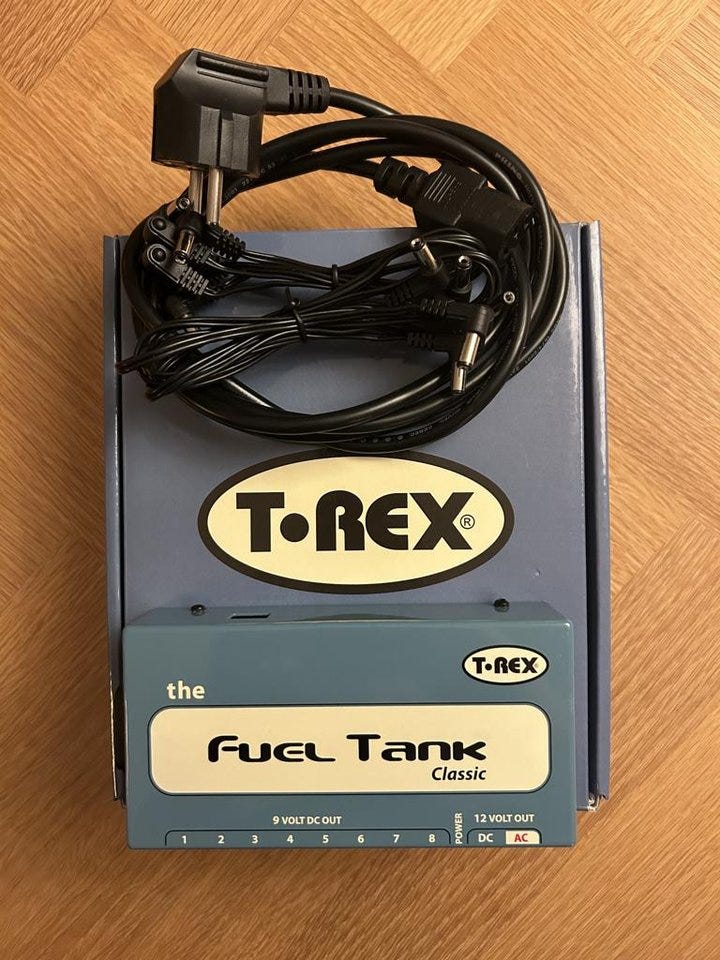 T•REX®
T•REX
the
Fuel Tank
Classic
9 VOLT DC OUT
1 2 3 4 5 6 7 8
POWER
12 VOLT OUT
DC AC